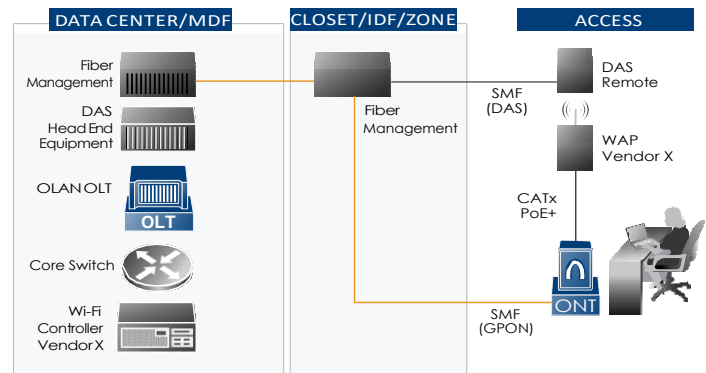 DATA CENTER/MDF
CLOSET/IDF/ZONE
ACCESS
Fiber
Management
DAS
Head End
Equipment
OLAN OLT
OLT
Core Switch
Wi-Fi
Controller
Vendor X
Fiber
Management
SMF
(DAS)
DAS
Remote
WAP
Vendor X
CATx
PoE+
ONT
SMF
(GPON)